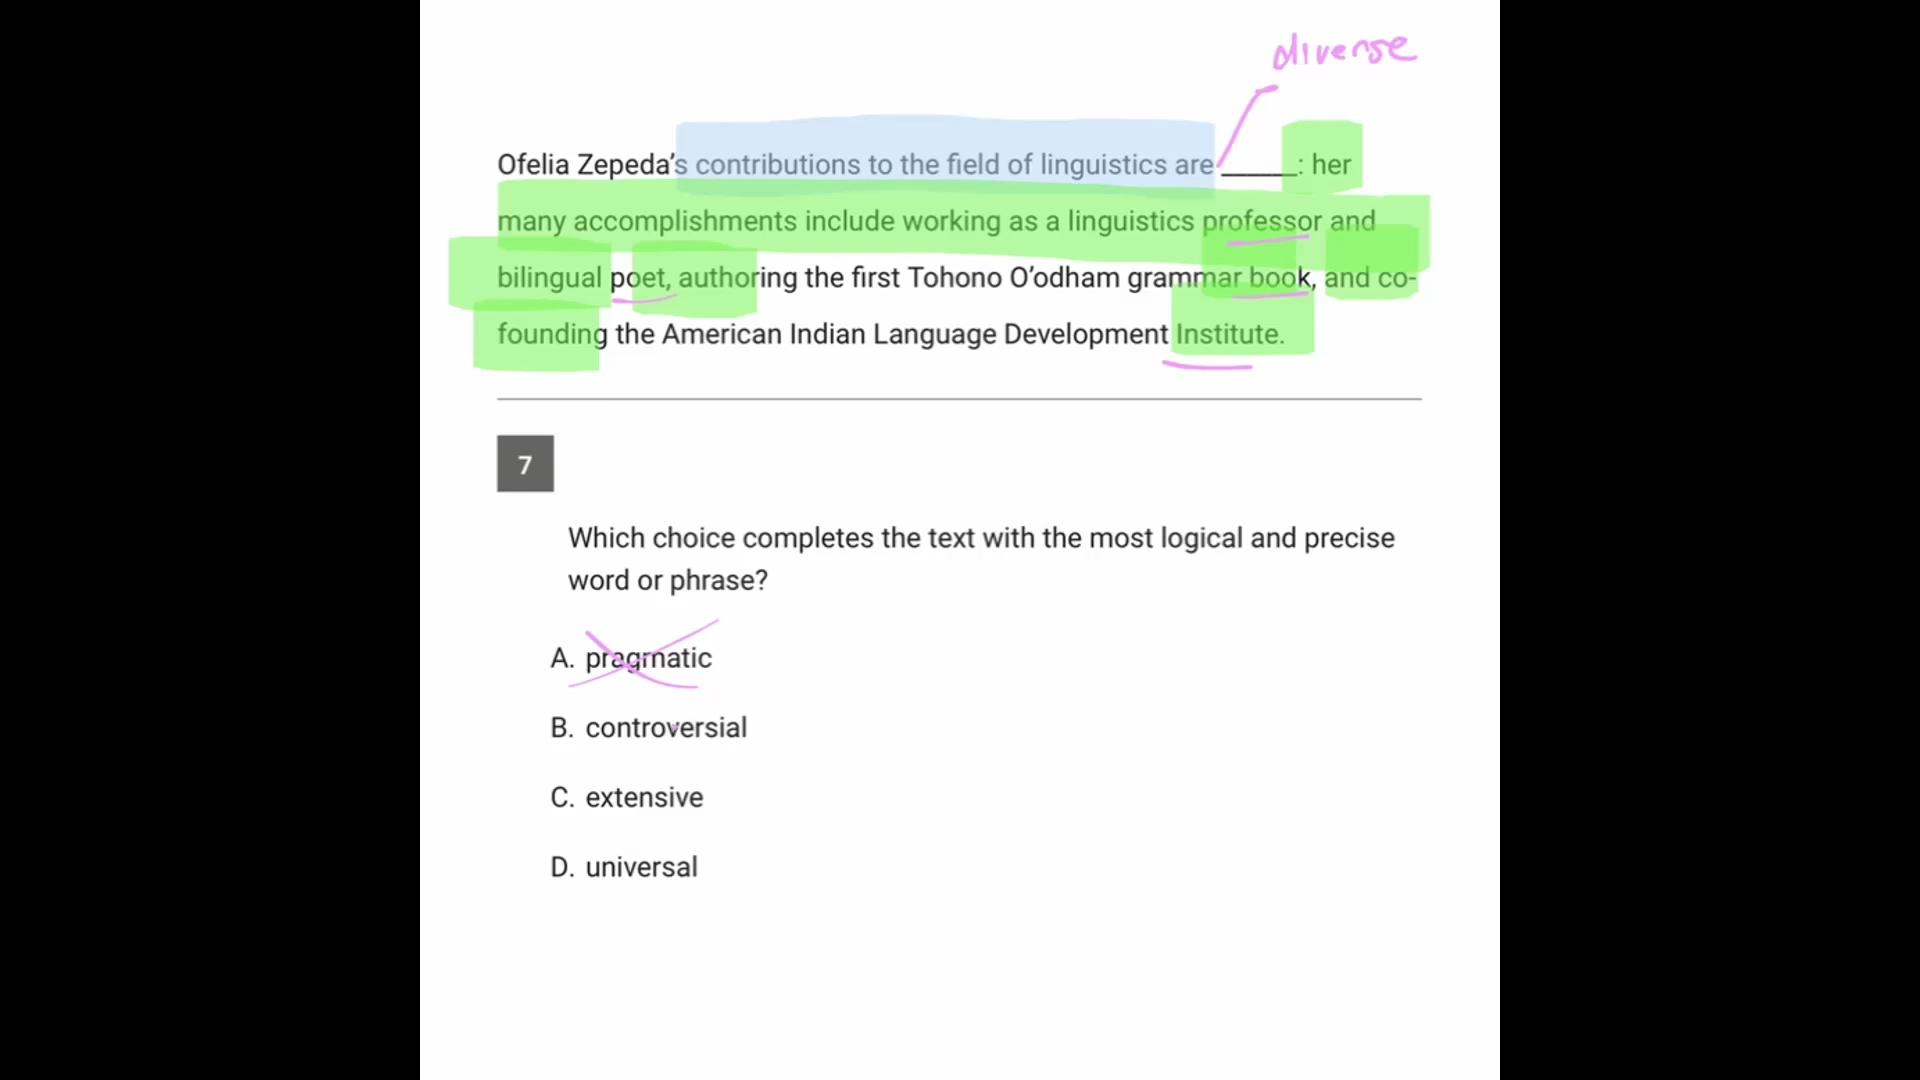 diverse
Ofelia Zepeda's contributions to the field of linguistics are ______: her
many accomplishments include working as a linguistics professor and
bilingual poet, authoring the first Tohono O'odham grammar book, and co-
founding the American Indian Language Development Institute.
7
Which choice completes the text with the most logical and precise
word or phrase?
A. pragmatic
B. controversial
C. extensive
D. universal